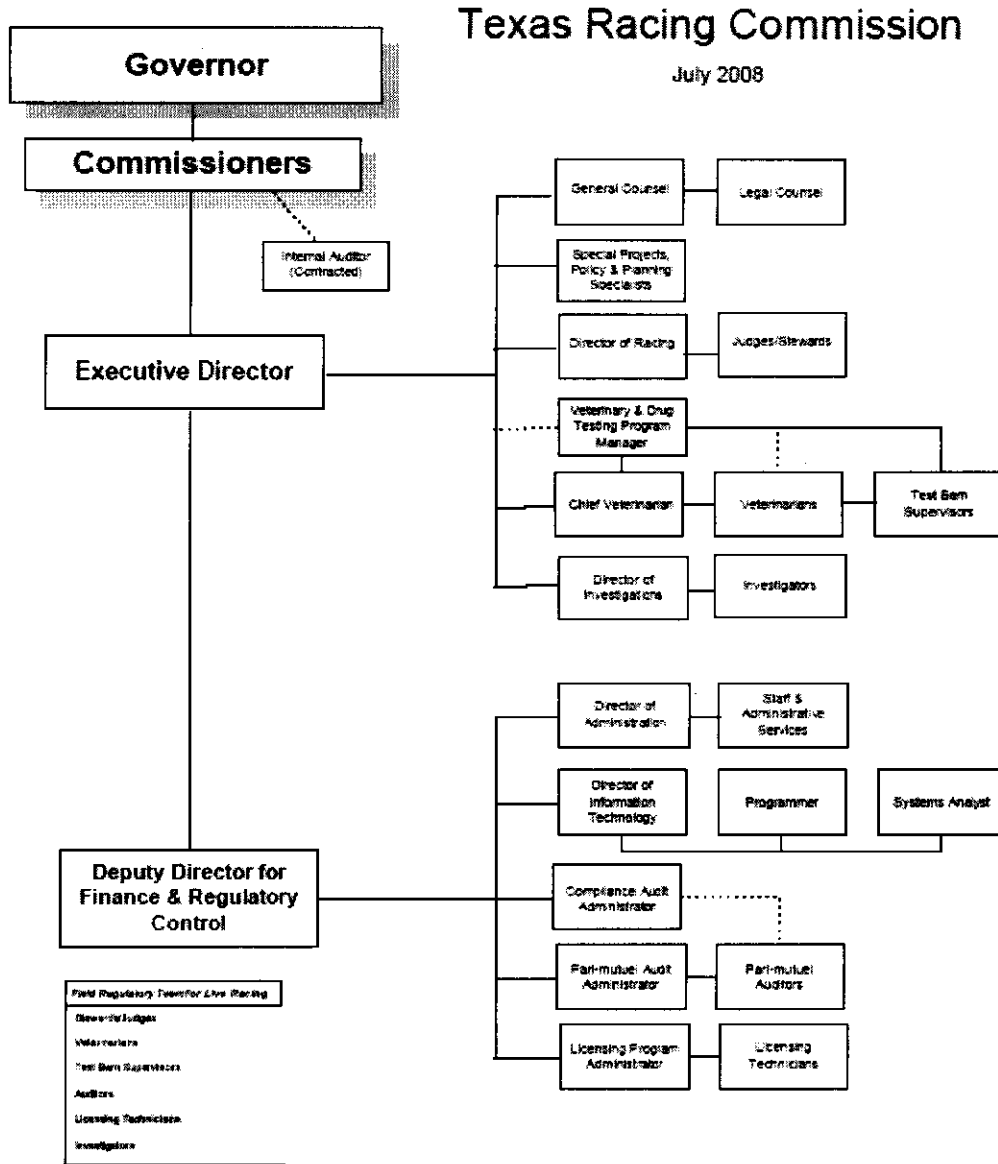 Texas Racing Commission
July 2008
Governor
Commissioners
Internal Auditor
(Contracted)
Executive Director
General Counsel
Legal Counsel
Special Projects,
Policy & Planning
Specialists
Director of Racing
Judges/Stewards
Veterinary & Drug
Testing Program
Manager
Chief Veterinarian
Veterinarians
Test Barn
Supervisors
Director of
Investigations
Investigators
Director of
Administration
Staff &
Administrative
Services
Director of
Information
Technology
Programmer
Systems Analyst
Deputy Director for
Finance & Regulatory
Control
Compliance Audit
Administrator
Pari-mutuel Audit
Administrator
Pari-mutuel
Auditors
Licensing Program
Administrator
Licensing
Technicians
Field Regulatory Team for Live Racing
Stewards/Judges
Veterinarians
Test Barn Supervisors
Auditors
Licensing Technicians
Investigators